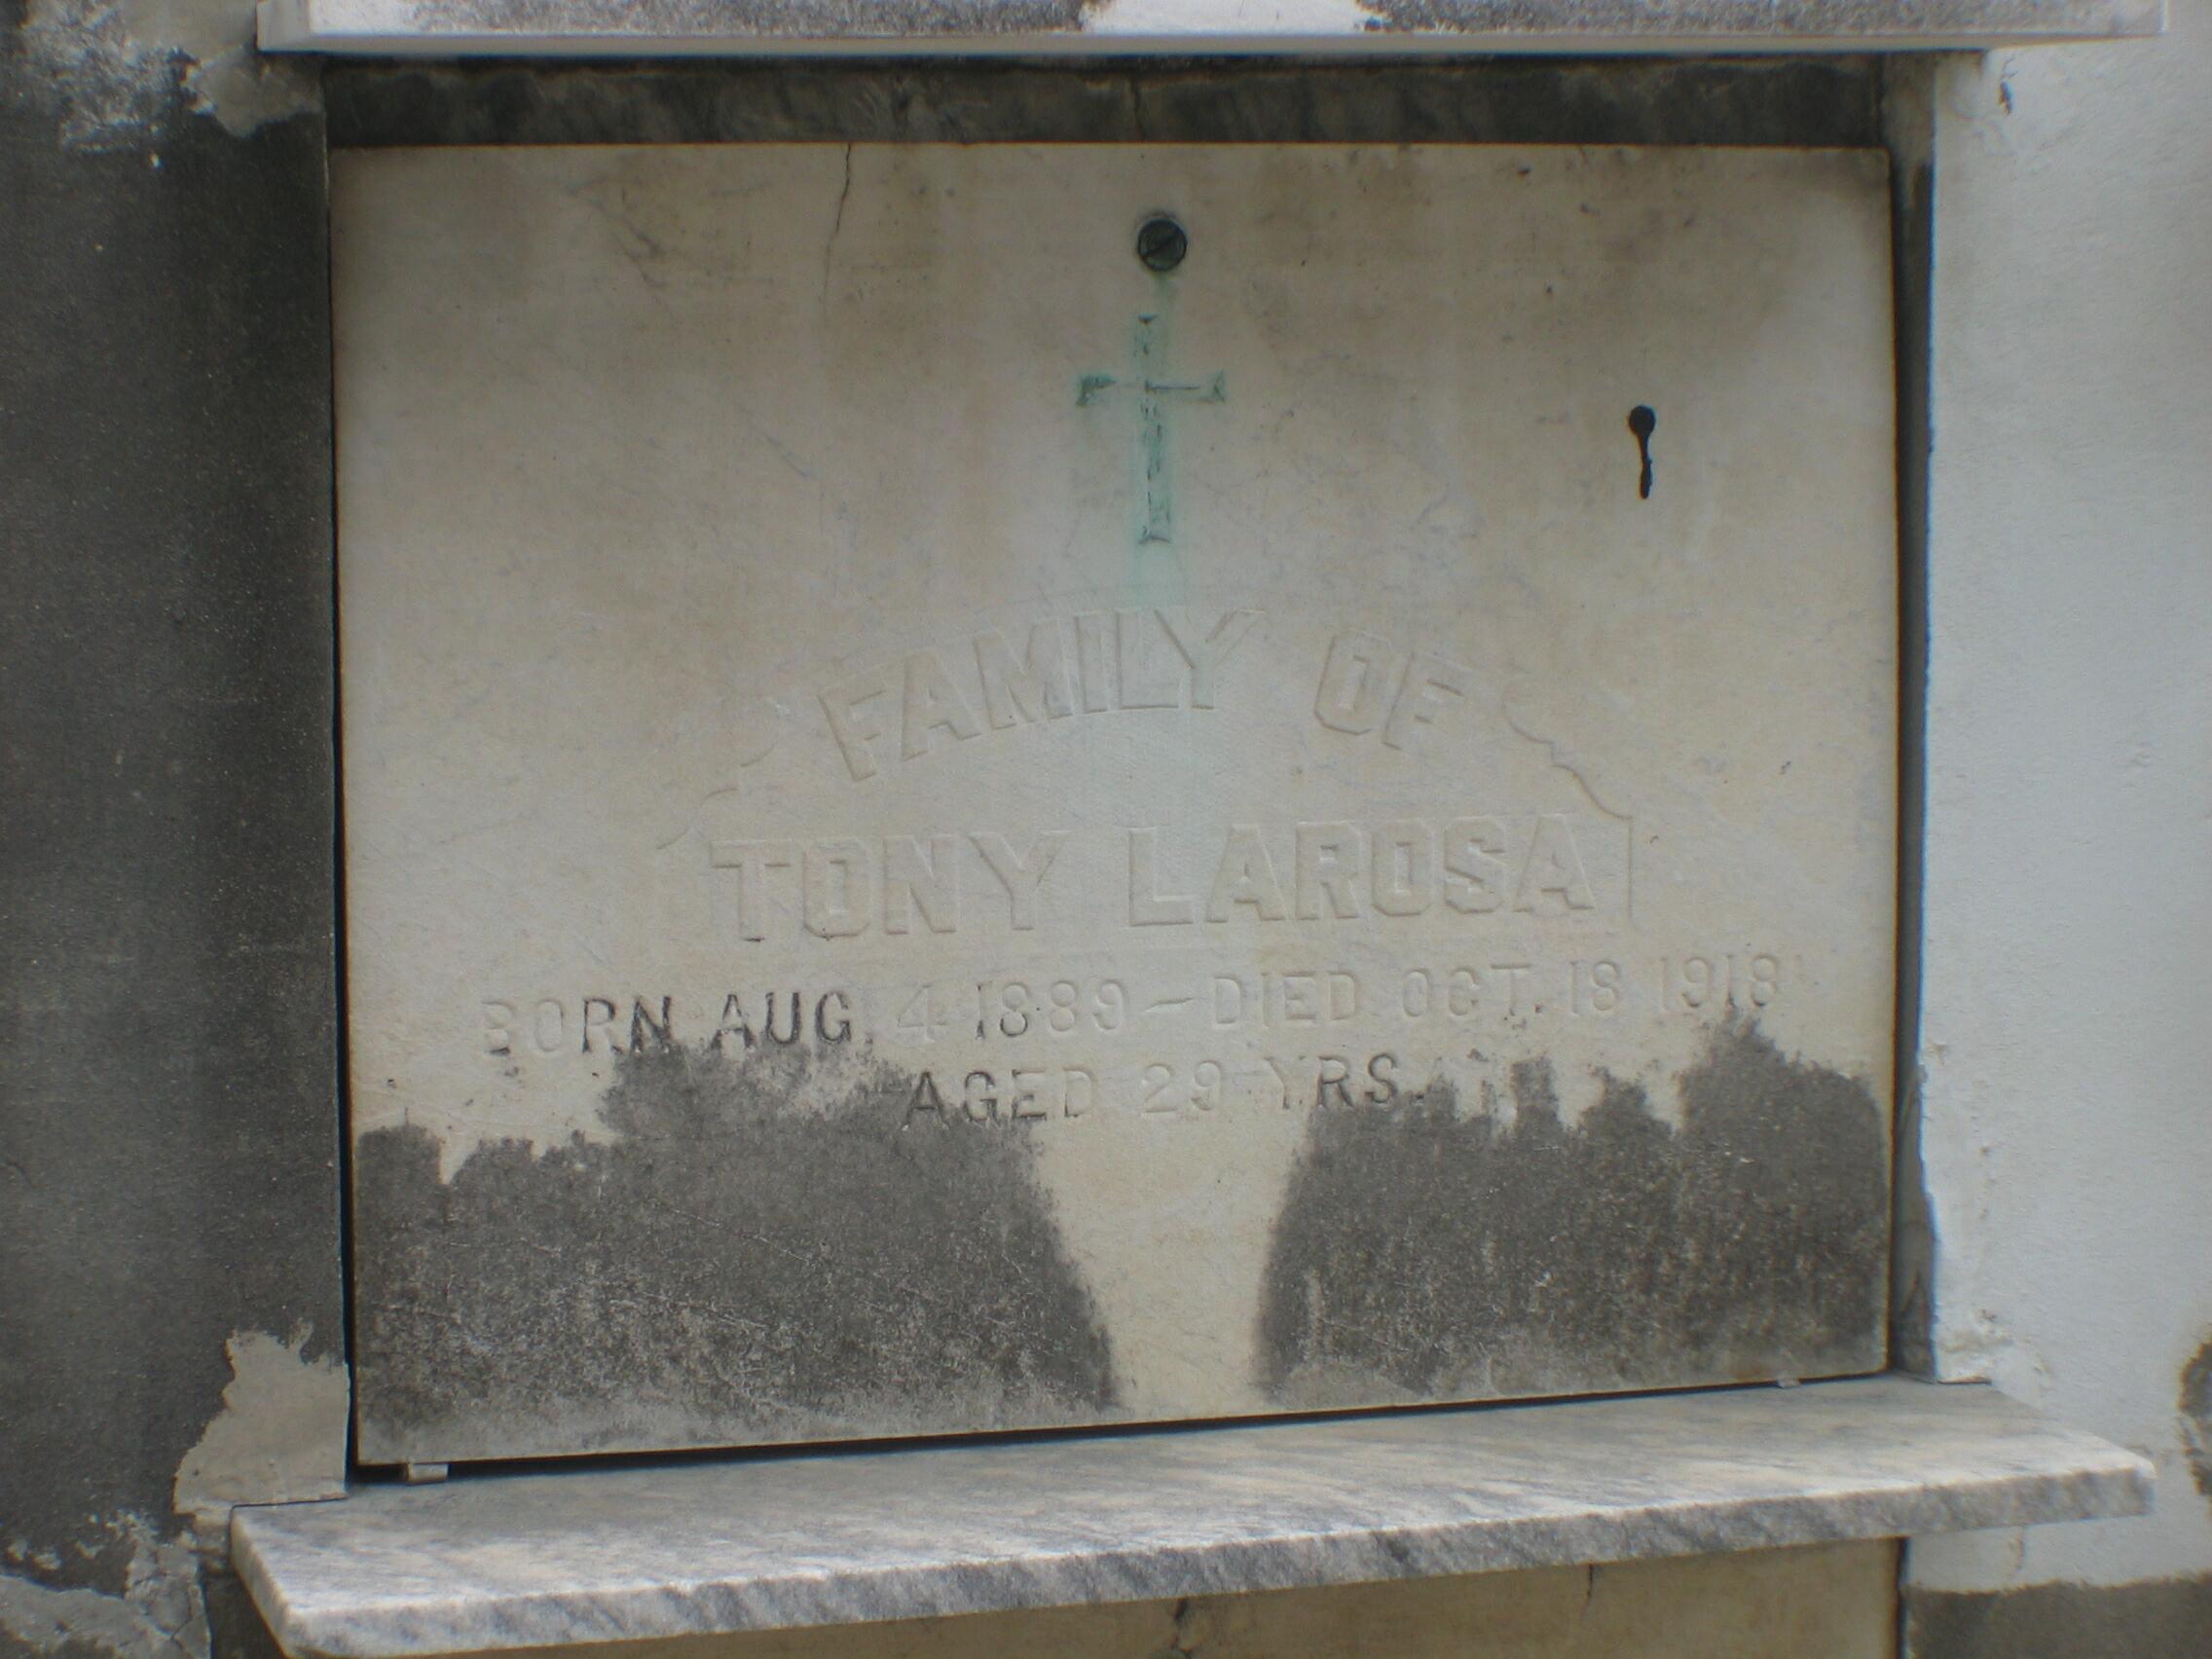 FAMILY OF
TONY LAROSA
BORN AUG. 4 1889 – DIED OCT. 18 1918
AGED 29 YRS.